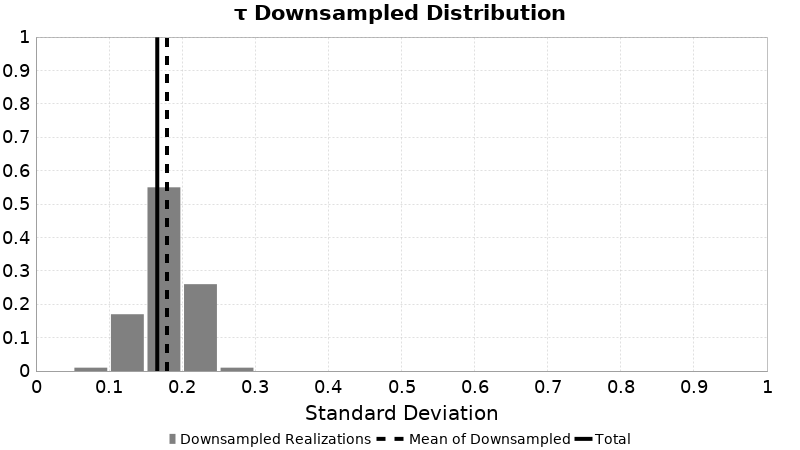 τ Downsampled Distribution
1
0.9
0.8
0.7
0.6
0.5
0.4
0.3
0.2
0.1
0
0 0.1 0.2 0.3 0.4 0.5 0.6 0.7 0.8 0.9 1
Standard Deviation
Downsampled Realizations Mean of Downsampled Total